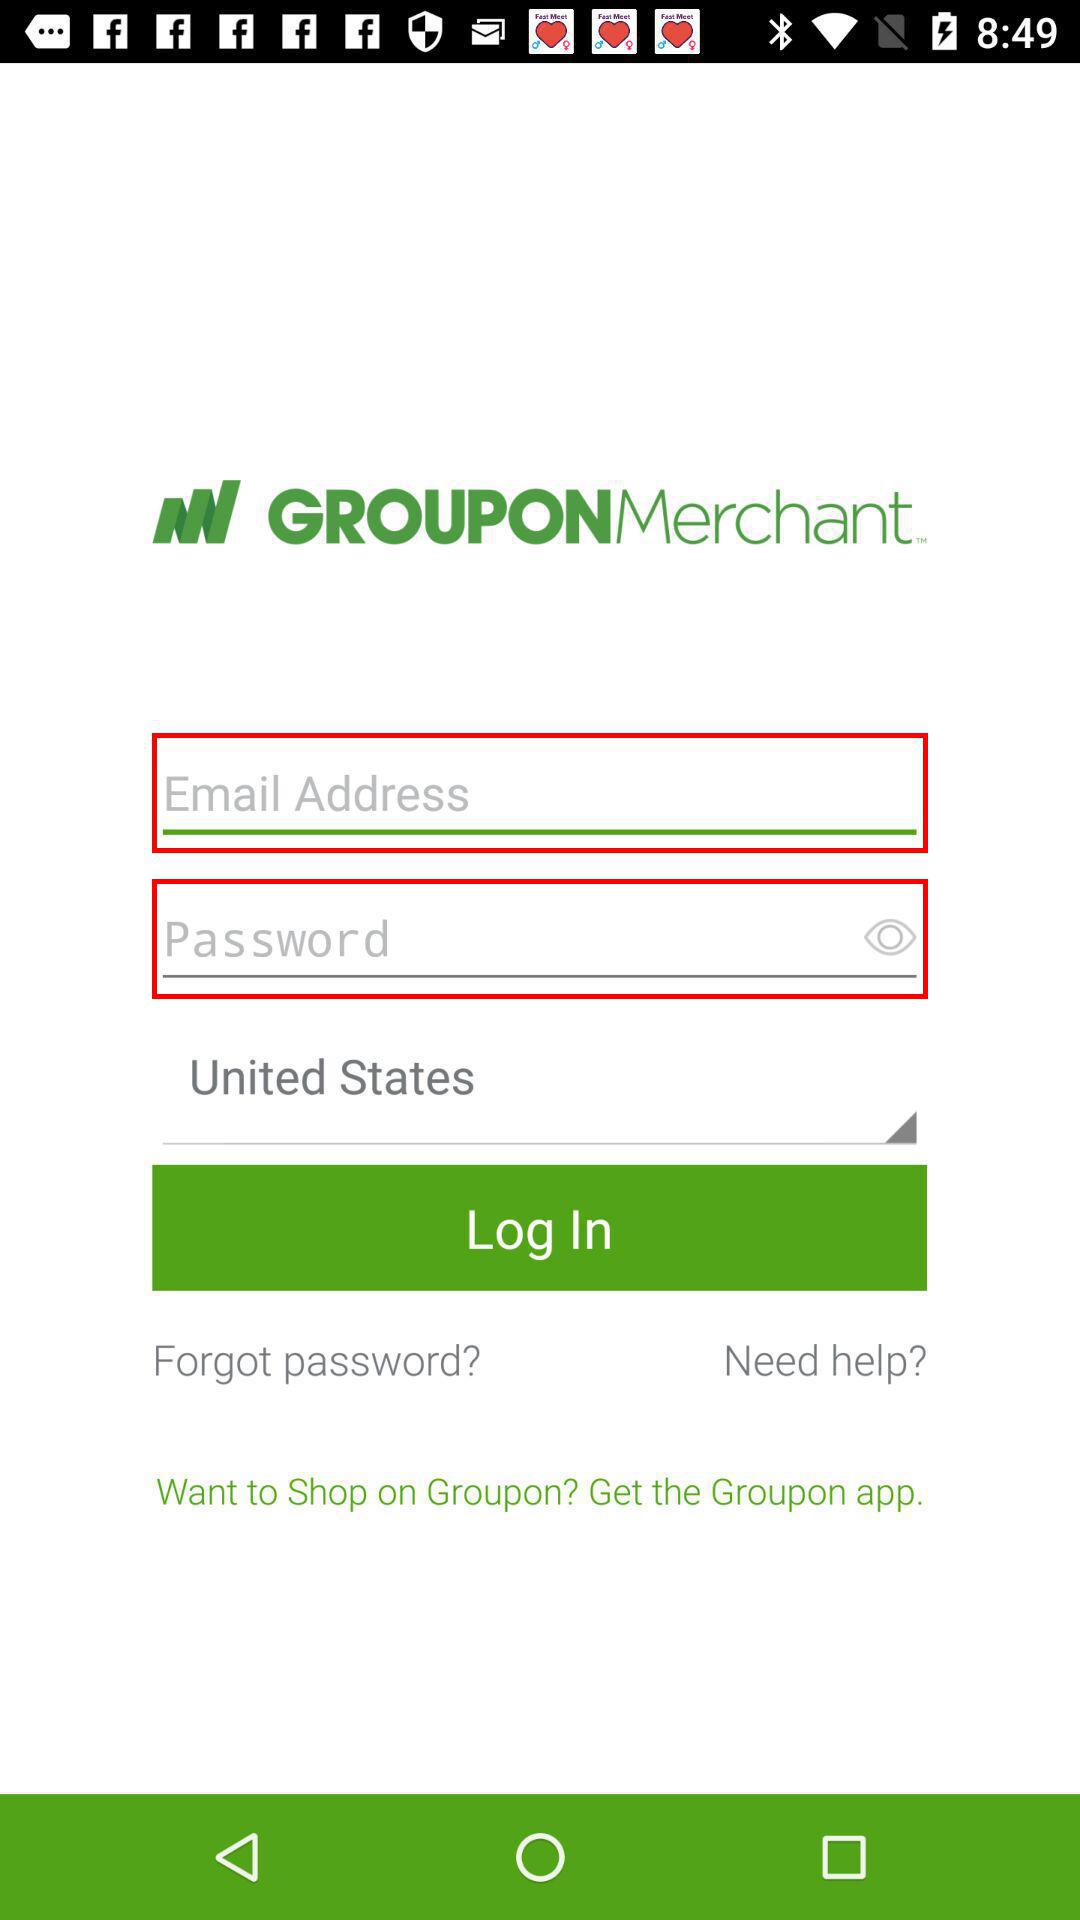 8:49
Fast Meet
Fast Meet
Fast Meet
GROUPONMerchant™
Email Address
Password
United States
Log In
Forgot password?
Need help?
Want to Shop on Groupon? Get the Groupon app.